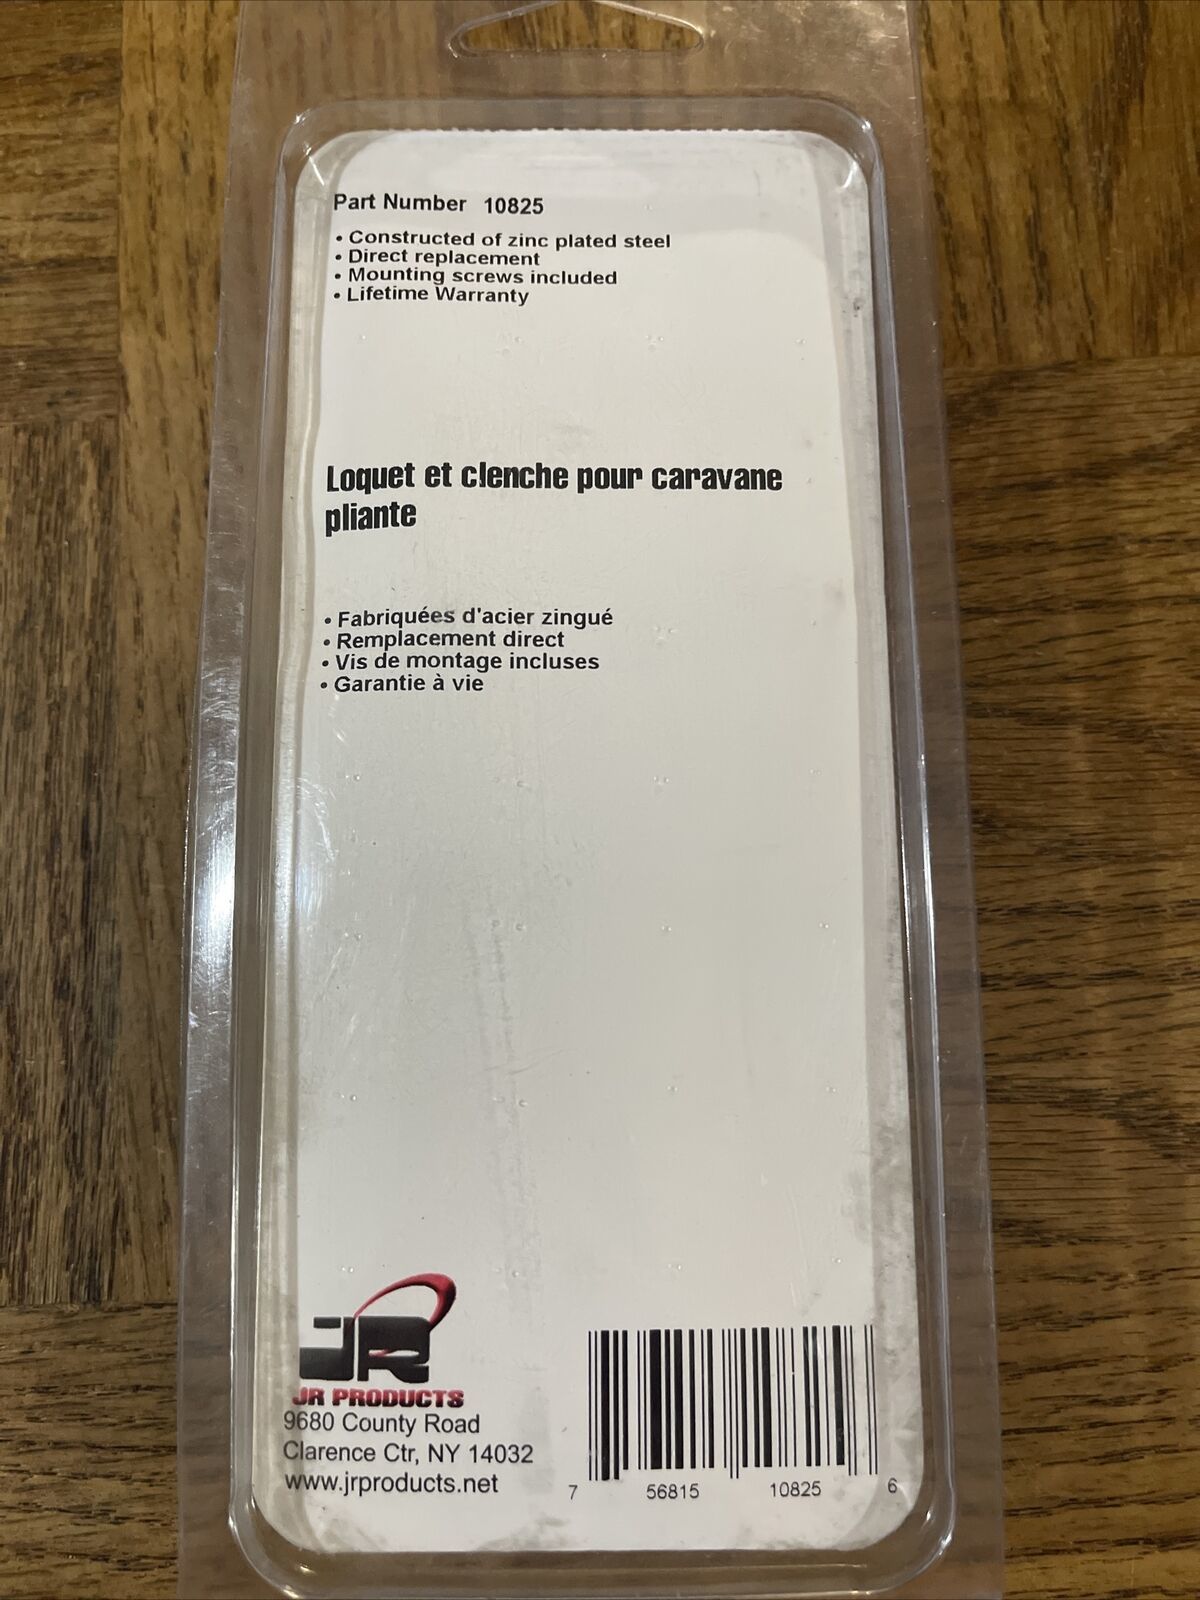 Part Number 10825
• Constructed of zinc plated steel
• Direct replacement
• Mounting screws included
• Lifetime Warranty
Loquet et clenche pour caravane
pliante
• Fabriquées d'acier zingué
• Remplacement direct
• Vis de montage incluses
• Garantie à vie
JR
JR PRODUCTS
9680 County Road
Clarence Ctr, NY 14032
www.jrproducts.net
7 56815 10825 6